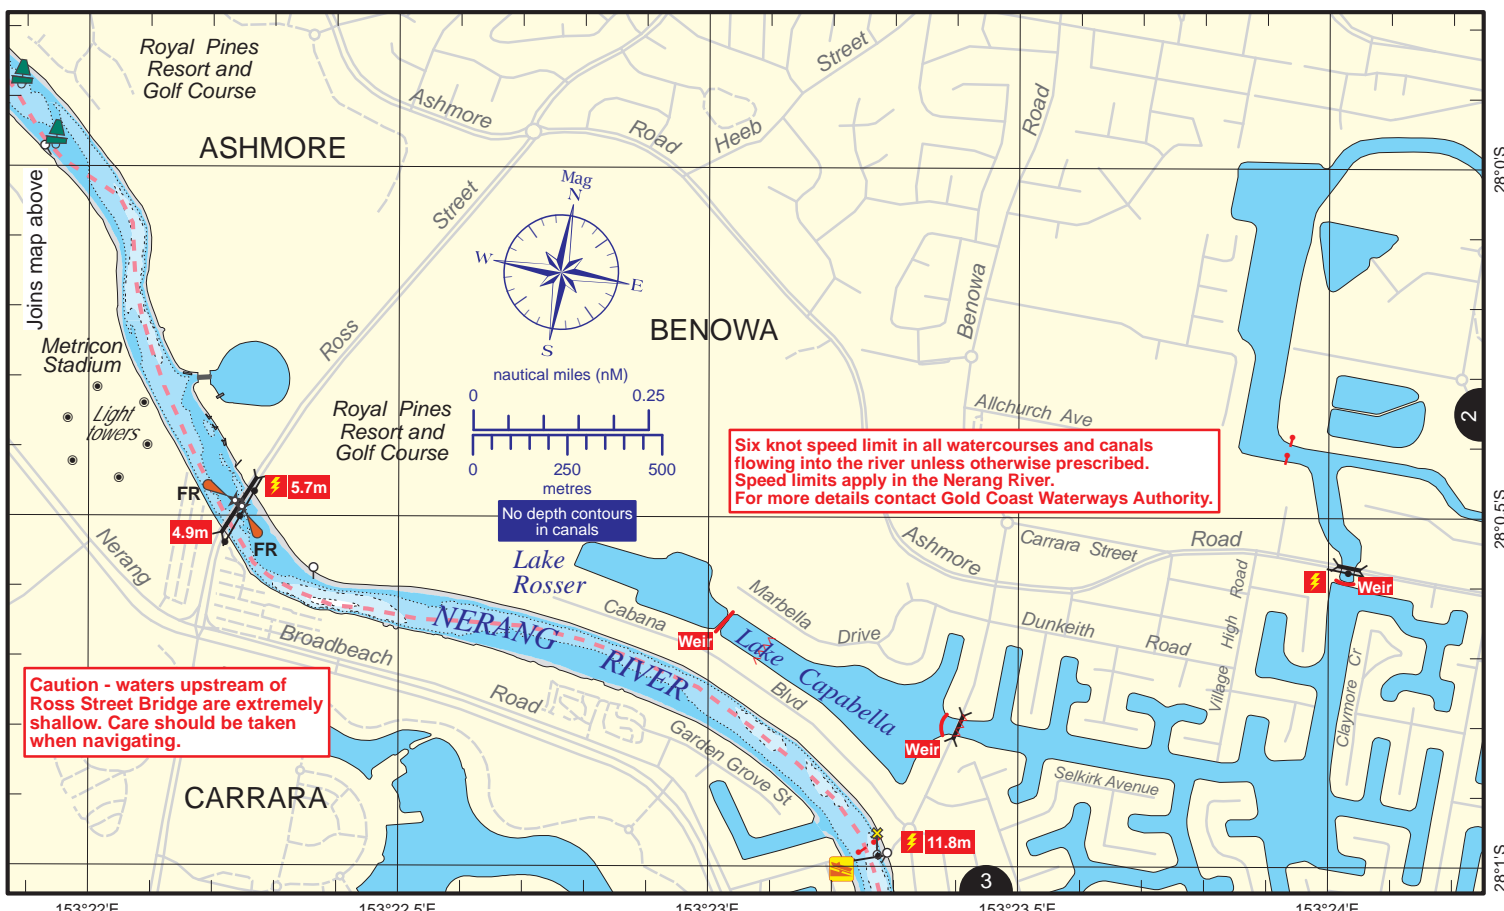 Royal Pines
Resort and
Golf Course
ASHMORE
Joins map above
Ashmore
Road
Heeb
Street
Road
Street
Mag
N
W
E
S
BENOWA
Benowa
28°0'S
Metricon
Stadium
Light
towers
Ross
nautical miles (nM)
0
0.25
Royal Pines
Resort and
Golf Course
0
250
500
metres
No depth contours
in canals
Allchurch Ave
2
Six knot speed limit in all watercourses and canals
flowing into the river unless otherwise prescribed.
Speed limits apply in the Nerang River.
For more details contact Gold Coast Waterways Authority.
FR
5.7m
4.9m
FR
28°0.5'S
Nerang
Lake
Rosser
Ashmore
Carrara Street
Road
Weir
Cabana
Marbella
Drive
Dunkeith
Road
Village High Road
Broadbeach
NERANG
RIVER
Weir
Lake Capabella
Blvd
Claymore Cr
Caution - waters upstream of
Ross Street Bridge are extremely
shallow. Care should be taken
when navigating.
Road
Garden Grove St
Weir
Selkirk Avenue
CARRARA
11.8m
3
28°1'S
153°22'E
153°22.5'E
153°23'E
153°23.5'E
153°24'E